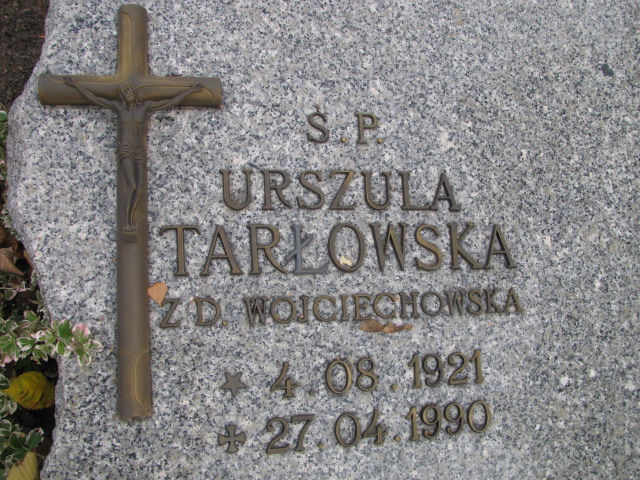 Ś. P.
URSZULA
TARŁOWSKA
Z D. WOJCIECHOWSKA
4.08.1921
27.04.1990